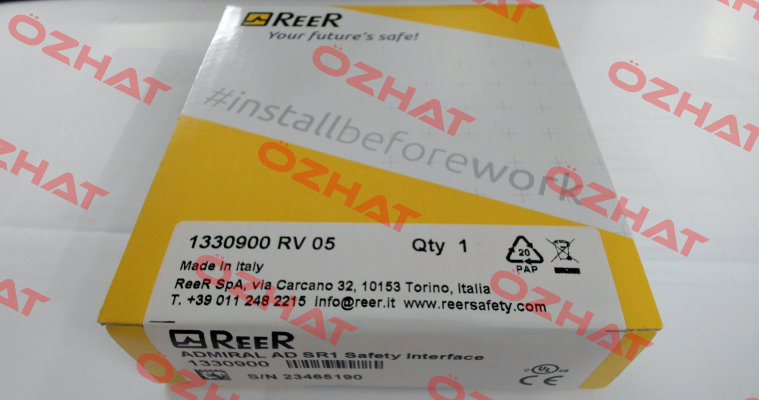 REER
Your future's safe!
#installbeforework
1330900 RV 05 Qty 1
Made in Italy
ReeR SpA, via Carcano 32, 10153 Torino, Italia
T. +39 011 248 2215 info@reer.it www.reersafety.com
20
PAP
REER
ADMIRAL AD SR1 Safety Interface
1330900
S/N 23465190
UL
CE
ÖZHAT
ÖZHAT
ÖZHAT
ÖZHAT
ÖZHAT
ÖZHAT
ÖZHAT
ÖZHAT
ÖZHAT